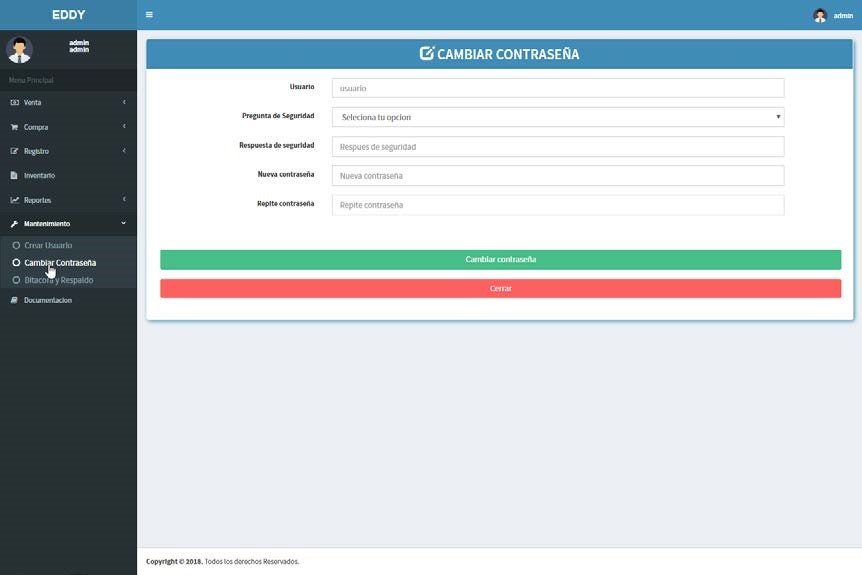 EDDY
admin
admin
admin
Menu Principal
Venta
Compra
Registro
Inventario
Reportes
Mantenimiento
Crear Usuario
Cambiar Contraseña
Bitacora y Respaldo
Documentacion
CAMBIAR CONTRASEÑA
Usuario
usuario
Pregunta de Seguridad
Seleciona tu opcion
Respuesta de seguridad
Respues de seguridad
Nueva contraseña
Nueva contraseña
Repite contraseña
Repite contraseña
Cambiar contraseña
Cerrar
Copyright © 2018. Todos los derechos Reservados.